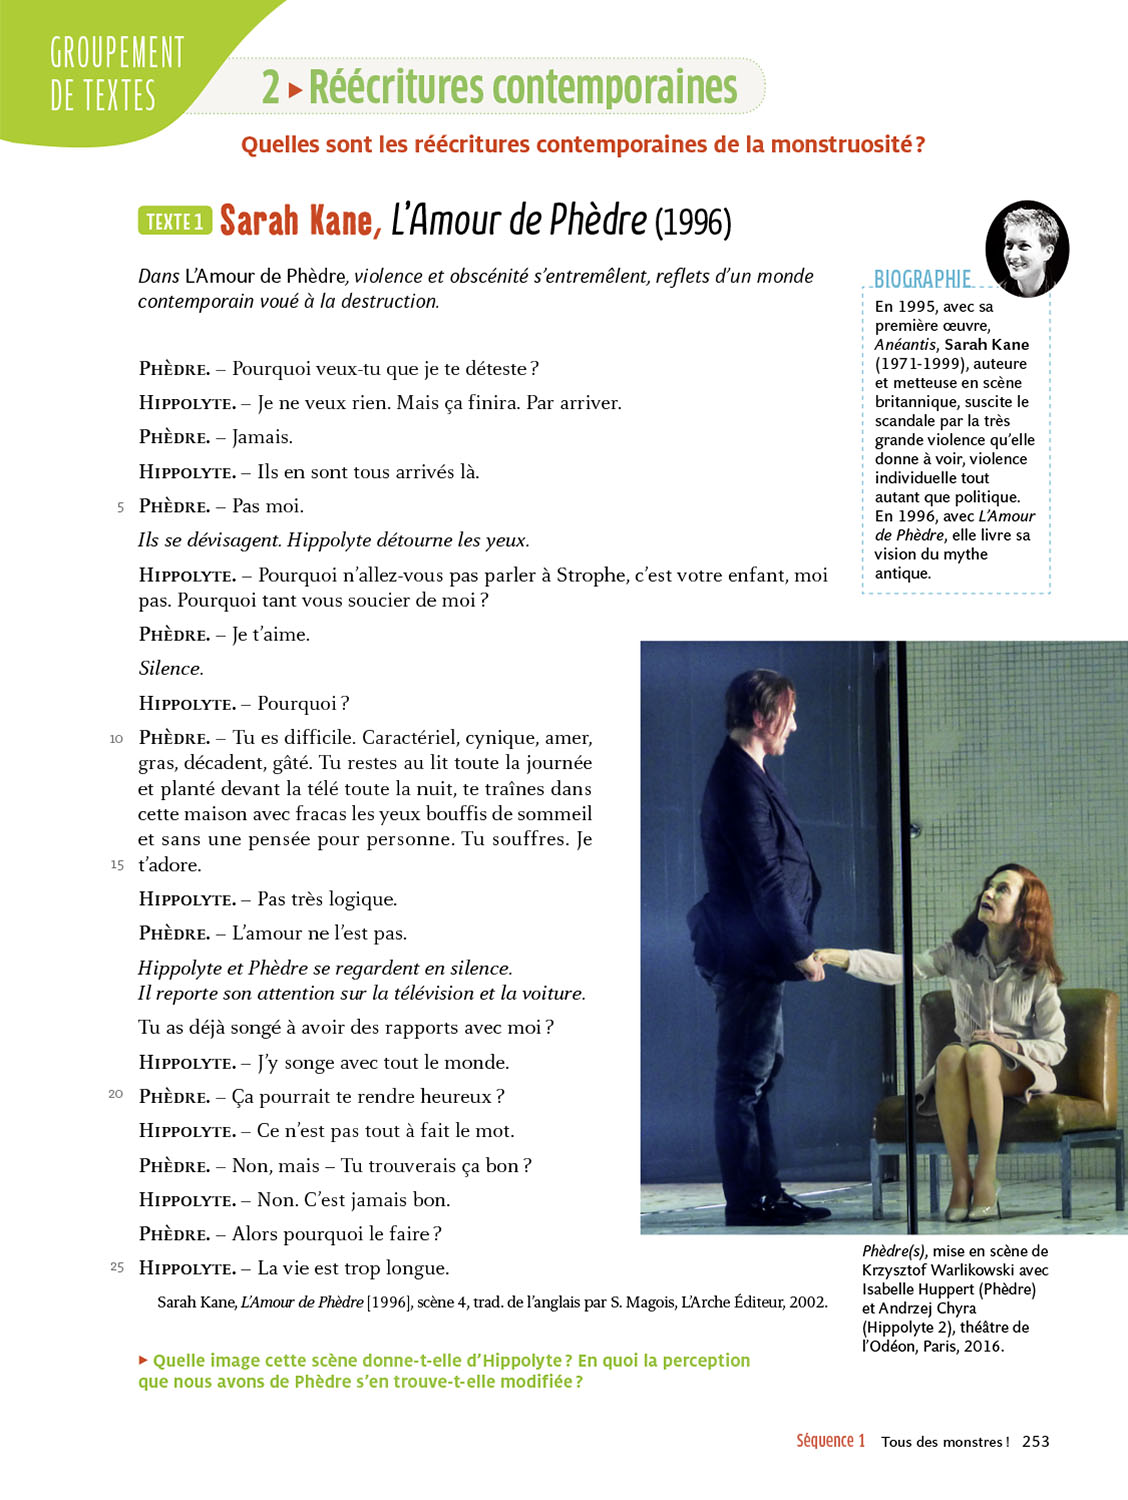 GROUPEMENT
DE TEXTES
2 ▸ Réécritures contemporaines
Quelles sont les réécritures contemporaines de la monstruosité ?
TEXTE 1 Sarah Kane, L’Amour de Phèdre (1996)
Dans L’Amour de Phèdre, violence et obscénité s’entremêlent, reflets d’un monde
contemporain voué à la destruction.
PHÈDRE. – Pourquoi veux-tu que je te déteste ?
HIPPOLYTE. – Je ne veux rien. Mais ça finira. Par arriver.
PHÈDRE. – Jamais.
HIPPOLYTE. – Ils en sont tous arrivés là.
5 PHÈDRE. – Pas moi.
Ils se dévisagent. Hippolyte détourne les yeux.
HIPPOLYTE. – Pourquoi n’allez-vous pas parler à Strophe, c’est votre enfant, moi
pas. Pourquoi tant vous soucier de moi ?
PHÈDRE. – Je t’aime.
Silence.
HIPPOLYTE. – Pourquoi ?
10 PHÈDRE. – Tu es difficile. Caractériel, cynique, amer,
gras, décadent, gâté. Tu restes au lit toute la journée
et planté devant la télé toute la nuit, te traînes dans
cette maison avec fracas les yeux bouffis de sommeil
et sans une pensée pour personne. Tu souffres. Je
15 t’adore.
HIPPOLYTE. – Pas très logique.
PHÈDRE. – L’amour ne l’est pas.
Hippolyte et Phèdre se regardent en silence.
Il reporte son attention sur la télévision et la voiture.
Tu as déjà songé à avoir des rapports avec moi ?
HIPPOLYTE. – J’y songe avec tout le monde.
20 PHÈDRE. – Ça pourrait te rendre heureux ?
HIPPOLYTE. – Ce n’est pas tout à fait le mot.
PHÈDRE. – Non, mais – Tu trouverais ça bon ?
HIPPOLYTE. – Non. C’est jamais bon.
PHÈDRE. – Alors pourquoi le faire ?
25 HIPPOLYTE. – La vie est trop longue.
Sarah Kane, L’Amour de Phèdre [1996], scène 4, trad. de l’anglais par S. Magois, L’Arche Éditeur, 2002.
▸ Quelle image cette scène donne-t-elle d’Hippolyte ? En quoi la perception
que nous avons de Phèdre s’en trouve-t-elle modifiée ?
BIOGRAPHIE
En 1995, avec sa
première œuvre,
Anéantis, Sarah Kane
(1971-1999), auteure
et metteuse en scène
britannique, suscite le
scandale par la très
grande violence qu’elle
donne à voir, violence
individuelle tout
autant que politique.
En 1996, avec L’Amour
de Phèdre, elle livre sa
vision du mythe
antique.
Phèdre(s), mise en scène de
Krzysztof Warlikowski avec
Isabelle Huppert (Phèdre)
et Andrzej Chyra
(Hippolyte 2), théâtre de
l’Odéon, Paris, 2016.
Séquence 1 Tous des monstres ! 253